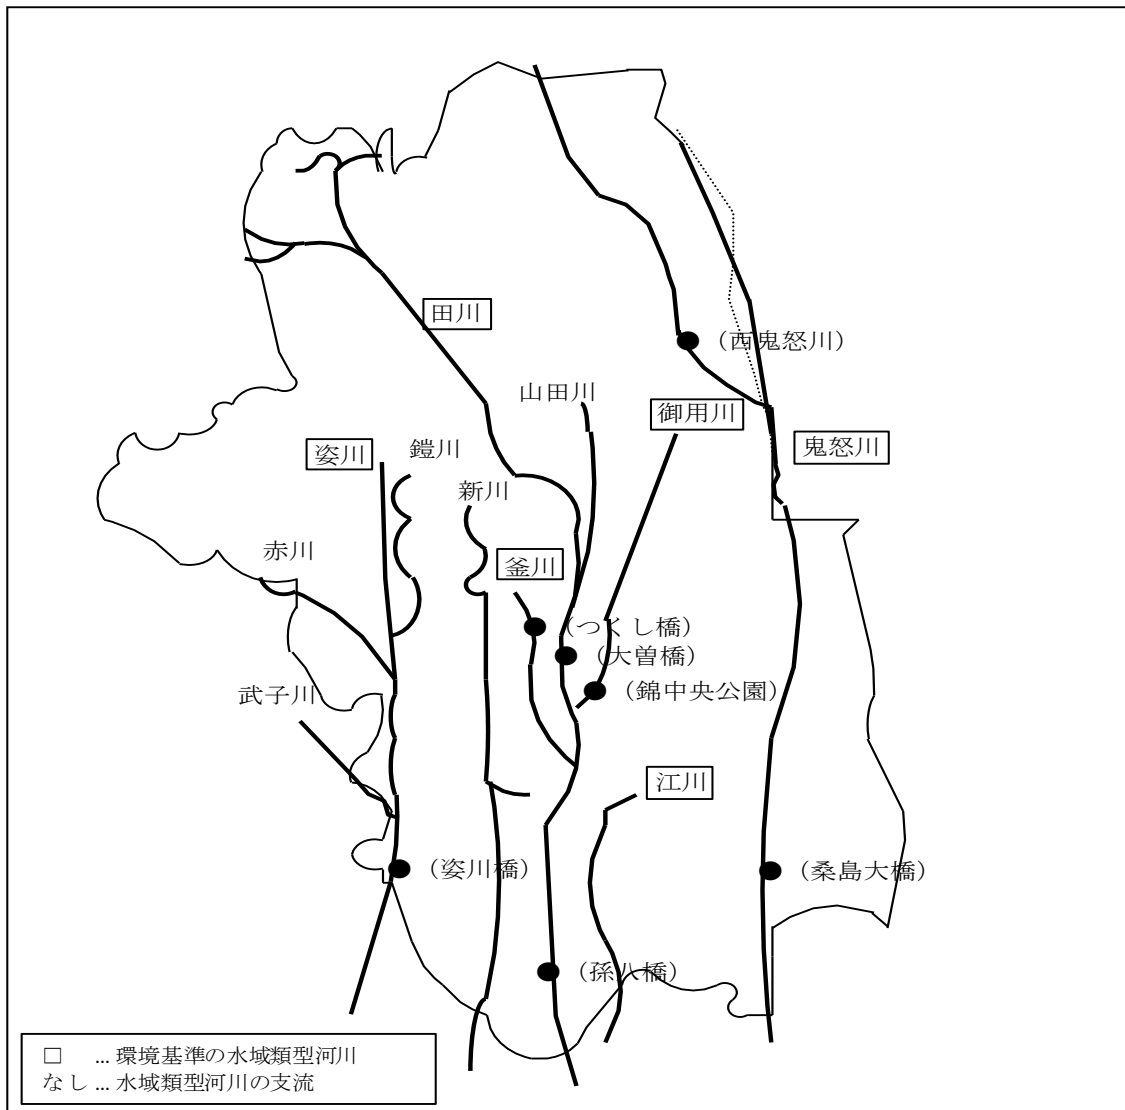 田川
（西鬼怒川）
山田川
御用川
鬼怒川
姿川
鎧川
新川
赤川
釜川
（つくし橋）
（大曽橋）
（錦中央公園）
武子川
江川
（姿川橋）
（桑島大橋）
（孫八橋）
□ … 環境基準の水域類型河川
なし … 水域類型河川の支流